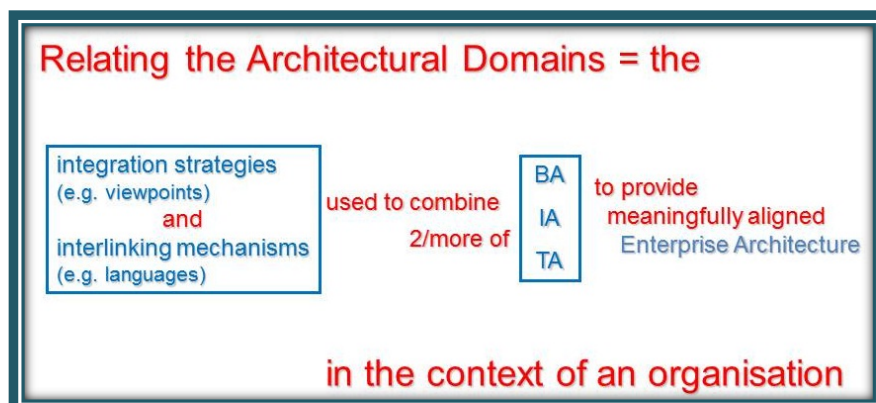 Relating the Architectural Domains = the
integration strategies
(e.g. viewpoints)
and
interlinking mechanisms
(e.g. languages)
used to combine
2/more of
BA
IA
TA
to provide
meaningfully aligned
Enterprise Architecture
in the context of an organisation